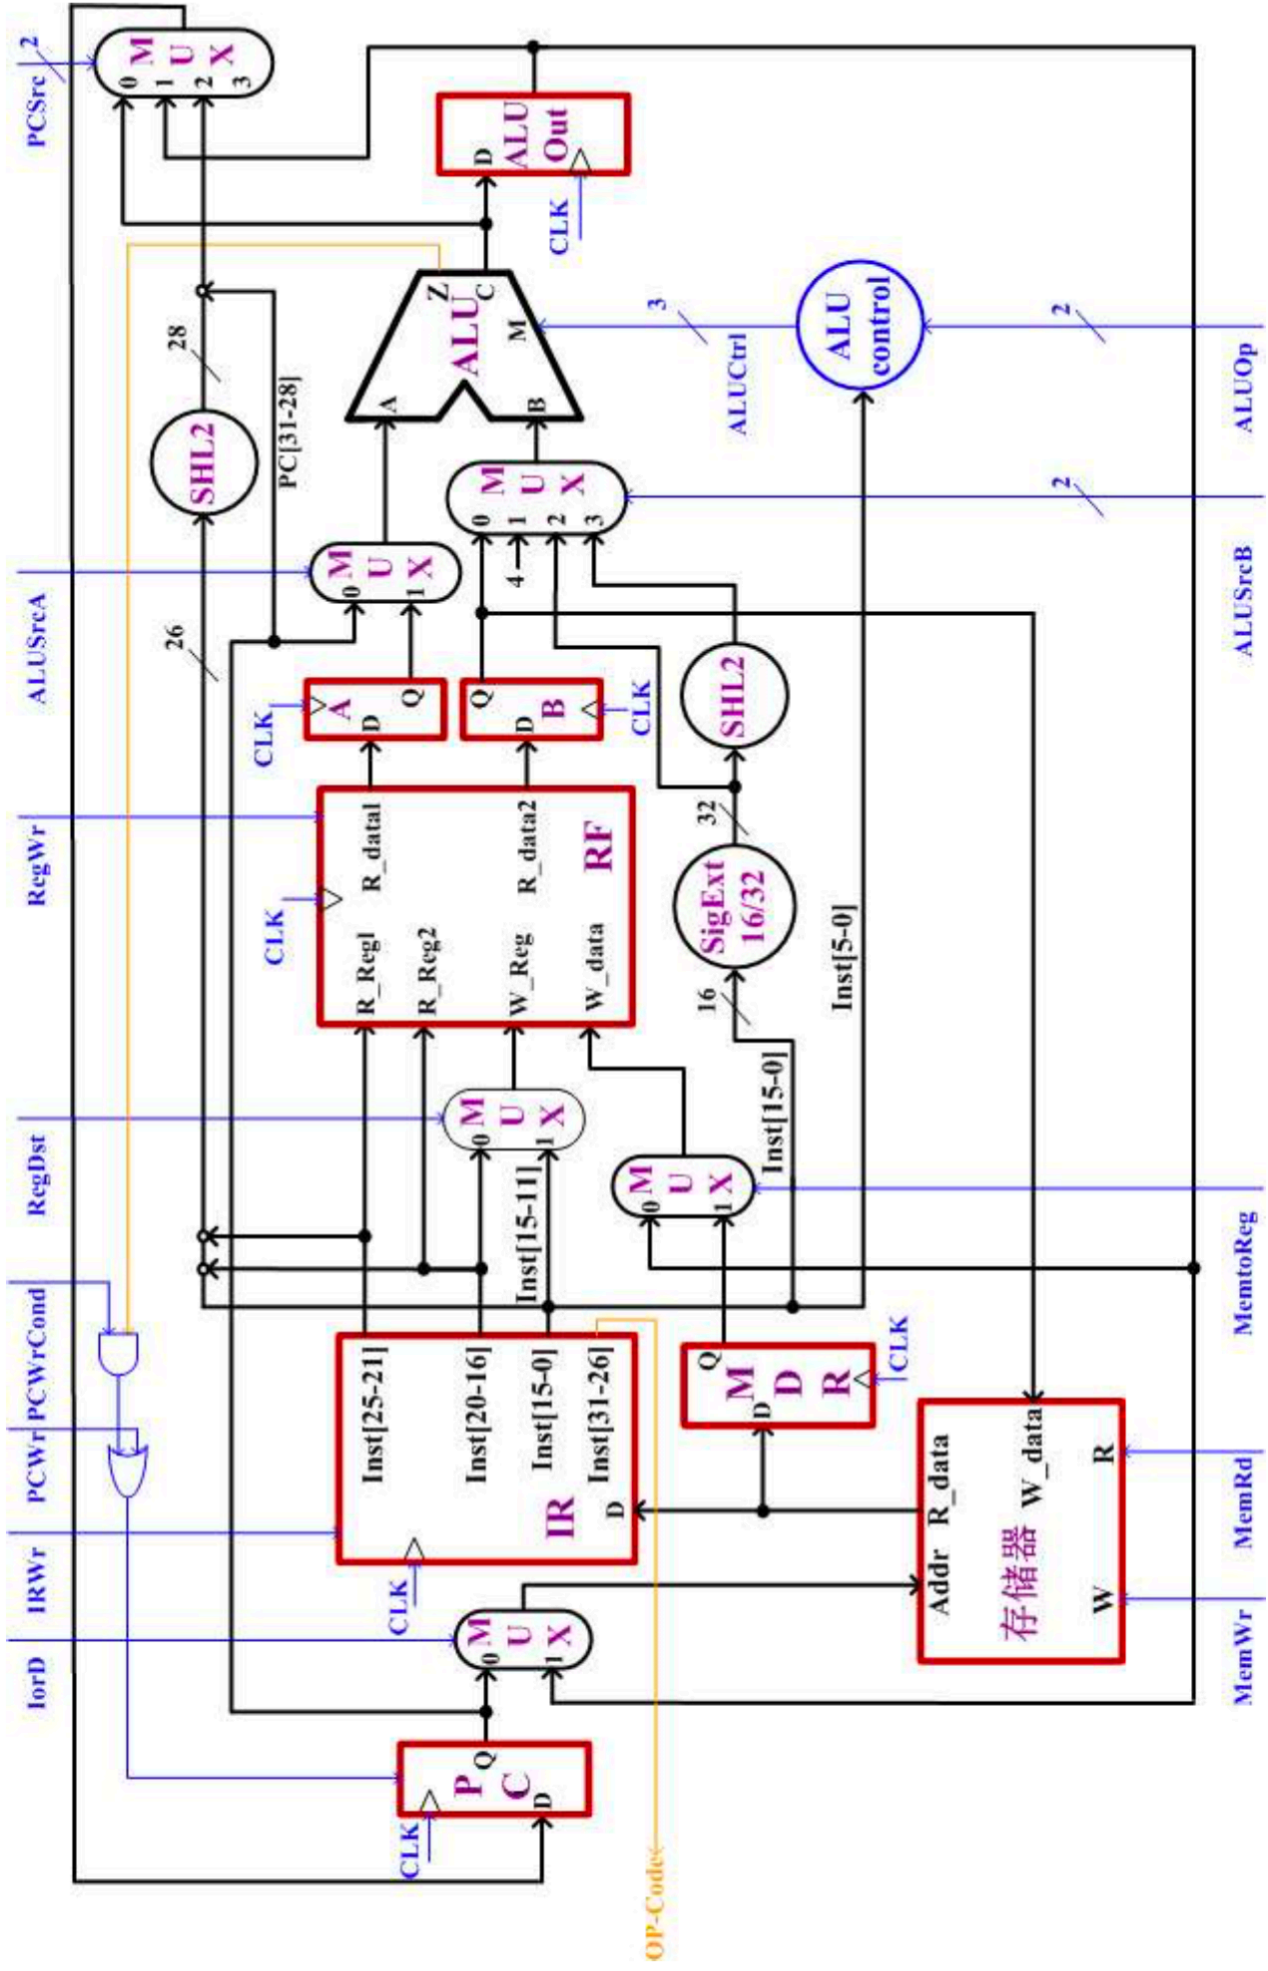 IorD
IRWr
PCWr
PCWrCond
RegDst
RegWr
ALUSrcA
PCSrc
2
CLK
P
C
Q
D
0
M
U
X
1
CLK
Inst[25-21]
Inst[20-16]
Inst[15-0]
Inst[31-26]
IR
D
OP-Code
存储器
Addr
R_data
W_data
W
R
MemWr
MemRd
MDR
D
Q
CLK
Inst[15-11]
0
M
U
X
1
0
M
U
X
1
MemtoReg
Inst[15-0]
CLK
R_Reg1
R_Reg2
W_Reg
W_data
R_data1
R_data2
RF
16
SigExt
16/32
32
SHL2
Inst[5-0]
CLK
A
D
Q
B
D
Q
CLK
26
SHL2
28
PC[31-28]
0
M
U
X
1
4
0
1
2
3
M
U
X
2
ALUSrcB
A
B
ALU
Z
C
M
3
ALUCtrl
ALU
control
2
ALUOp
CLK
D
ALU
Out
0
1
2
3
M
U
X